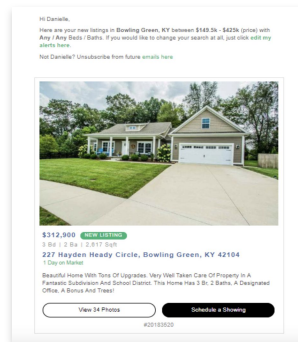 Hi Danielle,
Here are your new listings in Bowling Green, KY between $149.5k - $425k (price) with
Any / Any Beds / Baths. If you would like to change your search at all, just click edit my
alerts here.
Not Danielle? Unsubscribe from future emails here
$312,900 NEW LISTING
3 Bd | 2 Ba | 2,617 Sqft
227 Hayden Heady Circle, Bowling Green, KY 42104
1 Day on Market
Beautiful Home With Tons Of Upgrades. Very Well Taken Care Of Property In A
Fantastic Subdivision And School District. This Home Has 3 Br, 2 Baths, A Designated
Office, A Bonus And Trees!
View 34 Photos
Schedule a Showing
#20183620